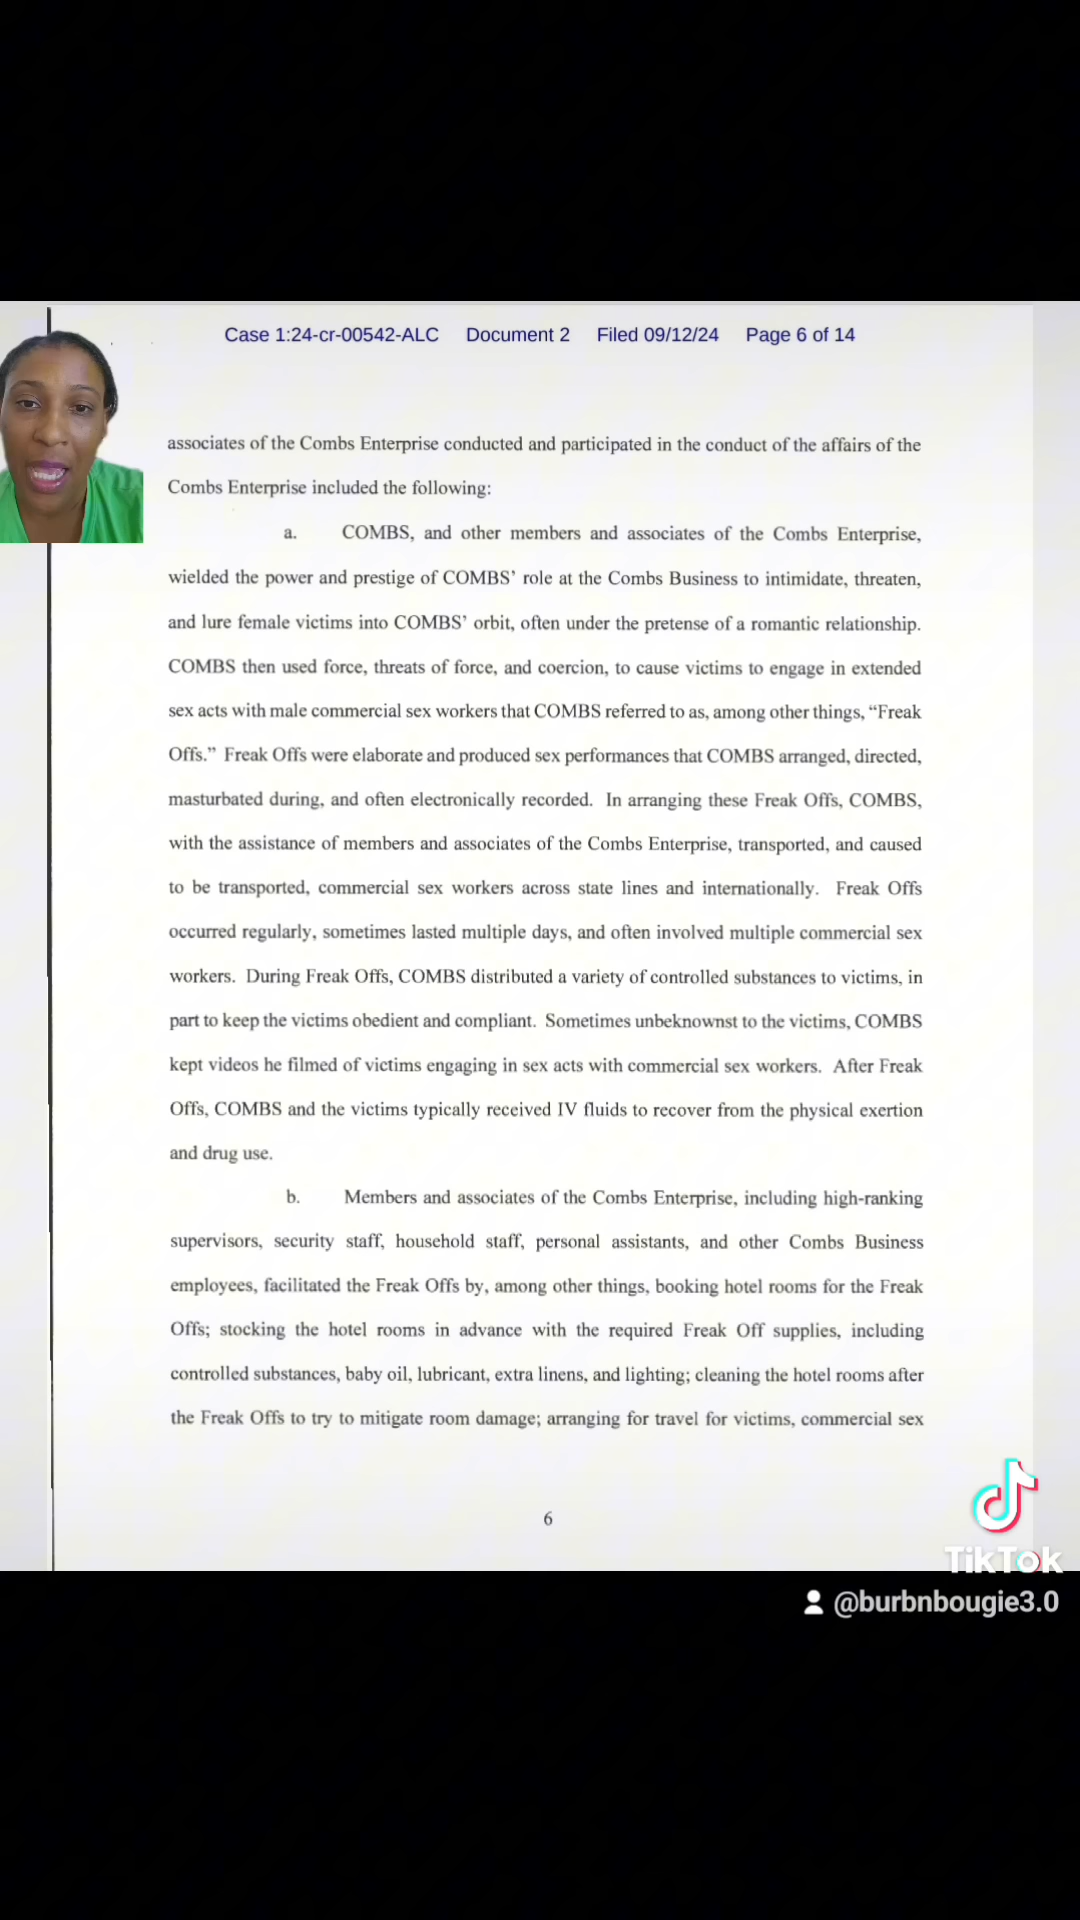 Case 1:24-cr-00542-ALC Document 2 Filed 09/12/24 Page 6 of 14
associates of the Combs Enterprise conducted and participated in the conduct of the affairs of the
Combs Enterprise included the following:
a. COMBS, and other members and associates of the Combs Enterprise,
wielded the power and prestige of COMBS’ role at the Combs Business to intimidate, threaten,
and lure female victims into COMBS’ orbit, often under the pretense of a romantic relationship.
COMBS then used force, threats of force, and coercion, to cause victims to engage in extended
sex acts with male commercial sex workers that COMBS referred to as, among other things, “Freak
Offs.” Freak Offs were elaborate and produced sex performances that COMBS arranged, directed,
masturbated during, and often electronically recorded. In arranging these Freak Offs, COMBS,
with the assistance of members and associates of the Combs Enterprise, transported, and caused
to be transported, commercial sex workers across state lines and internationally. Freak Offs
occurred regularly, sometimes lasted multiple days, and often involved multiple commercial sex
workers. During Freak Offs, COMBS distributed a variety of controlled substances to victims, in
part to keep the victims obedient and compliant. Sometimes unbeknownst to the victims, COMBS
kept videos he filmed of victims engaging in sex acts with commercial sex workers. After Freak
Offs, COMBS and the victims typically received IV fluids to recover from the physical exertion
and drug use.
b. Members and associates of the Combs Enterprise, including high-ranking
supervisors, security staff, household staff, personal assistants, and other Combs Business
employees, facilitated the Freak Offs by, among other things, booking hotel rooms for the Freak
Offs; stocking the hotel rooms in advance with the required Freak Off supplies, including
controlled substances, baby oil, lubricant, extra linens, and lighting; cleaning the hotel rooms after
the Freak Offs to try to mitigate room damage; arranging for travel for victims, commercial sex
6
TikTok
@burbnbougie3.0